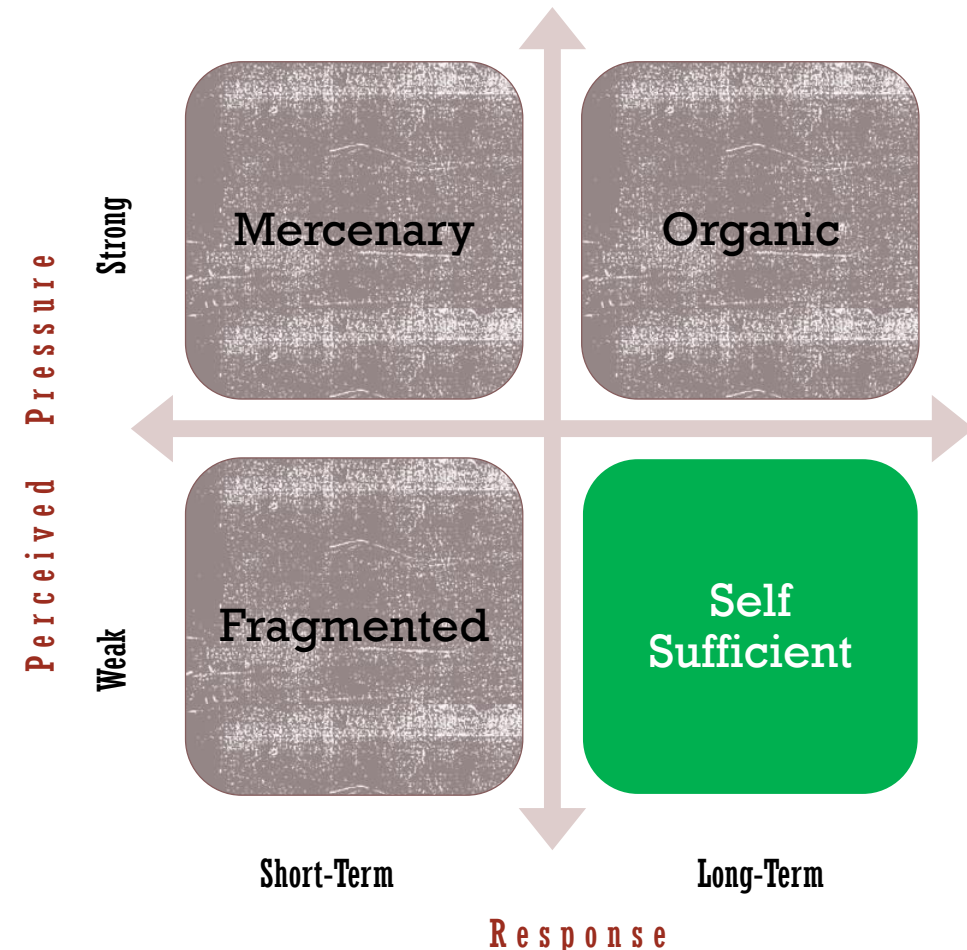 Strong
Mercenary
Organic
Perceived Pressure
Weak
Fragmented
Self
Sufficient
Short-Term
Long-Term
Response